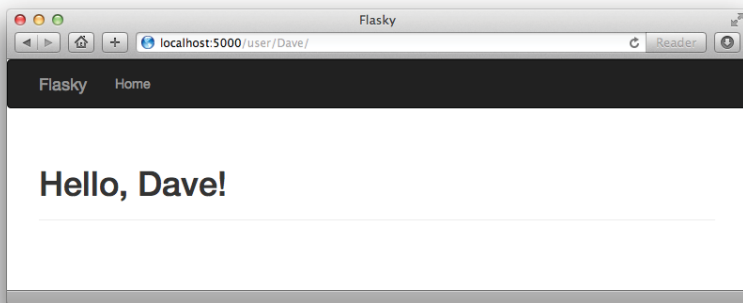 Flasky
localhost:5000/user/Dave/
Reader
Flasky Home
Hello, Dave!